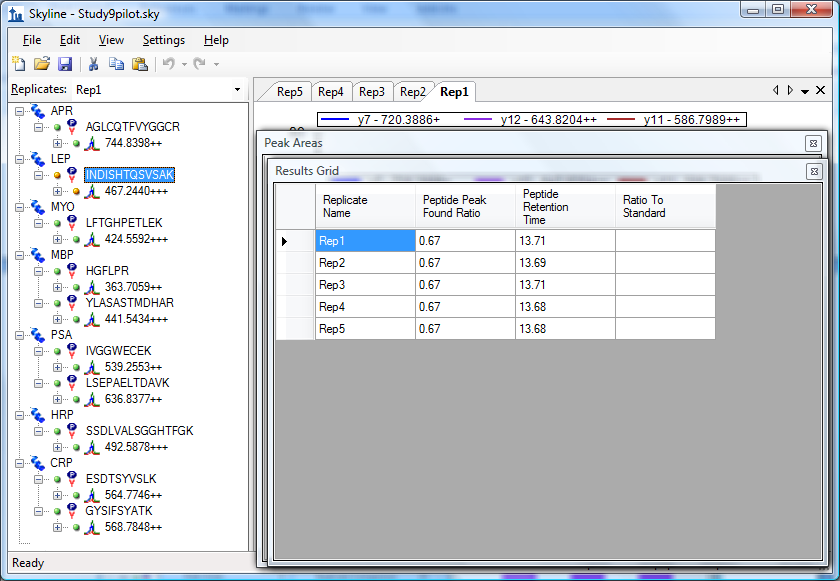 Skyline - Study9pilot.sky
File Edit View Settings Help
Replicates: Rep1
APR
AGLCQTFVYGGCR
744.8398++
LEP
INDISHTQSVSAK
467.2440+++
MYO
LFTGHPETLEK
424.5592+++
MBP
HGFLPR
363.7059++
YLASASTMDHAR
441.5434+++
PSA
IVGGWECEK
539.2553++
LSEPAELTDAVK
636.8377++
HRP
SSDLVALSGGHTFGK
492.5878+++
CRP
ESDTSYVSLK
564.7746++
GYSIFSYATK
568.7848++
Rep5 Rep4 Rep3 Rep2 Rep1
y7 - 720.3886+ y12 - 643.8204++ y11 - 586.7989++
Peak Areas
Results Grid
Replicate Name Peptide Peak Found Ratio Peptide Retention Time Ratio To Standard
Rep1 0.67 13.71
Rep2 0.67 13.69
Rep3 0.67 13.71
Rep4 0.67 13.68
Rep5 0.67 13.68
Ready